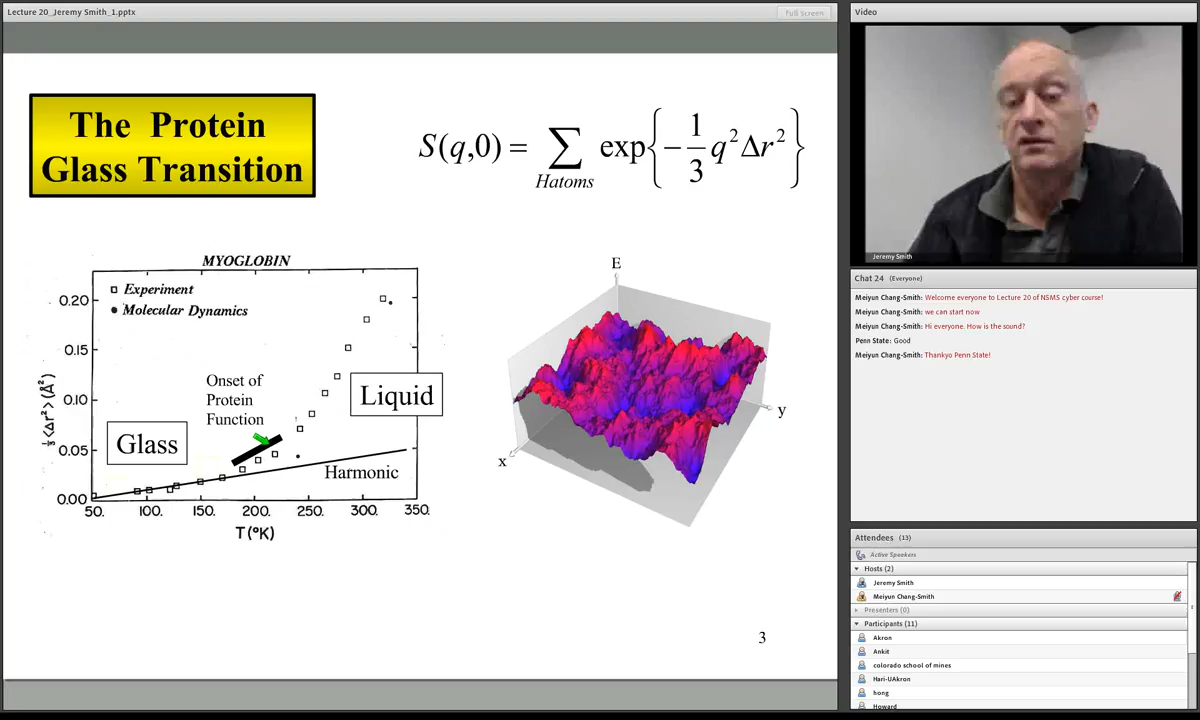 Lecture 20_Jeremy Smith_1.pptx
Full Screen
The Protein
Glass Transition
S(q,0) = ∑ exp{−1/3 q²Δr²}
Hatoms
MYOGLOBIN
Experiment
Molecular Dynamics
0.20
0.15
0.10
0.05
0.00
⅓<Δr²> (Å²)
Onset of
Protein
Function
Liquid
Glass
Harmonic
50. 100. 150. 200. 250. 300. 350.
T(°K)
E
y
x
3
Video
Jeremy Smith
Chat 24 (Everyone)
Meiyun Chang-Smith: Welcome everyone to Lecture 20 of NSMS cyber course!
Meiyun Chang-Smith: we can start now
Meiyun Chang-Smith: Hi everyone. How is the sound?
Penn State: Good
Meiyun Chang-Smith: Thankyo Penn State!
Attendees (13)
Active Speakers
Hosts (2)
Jeremy Smith
Meiyun Chang-Smith
Presenters (0)
Participants (11)
Akron
Ankit
colorado school of mines
Hari-UAkron
hong
Howard